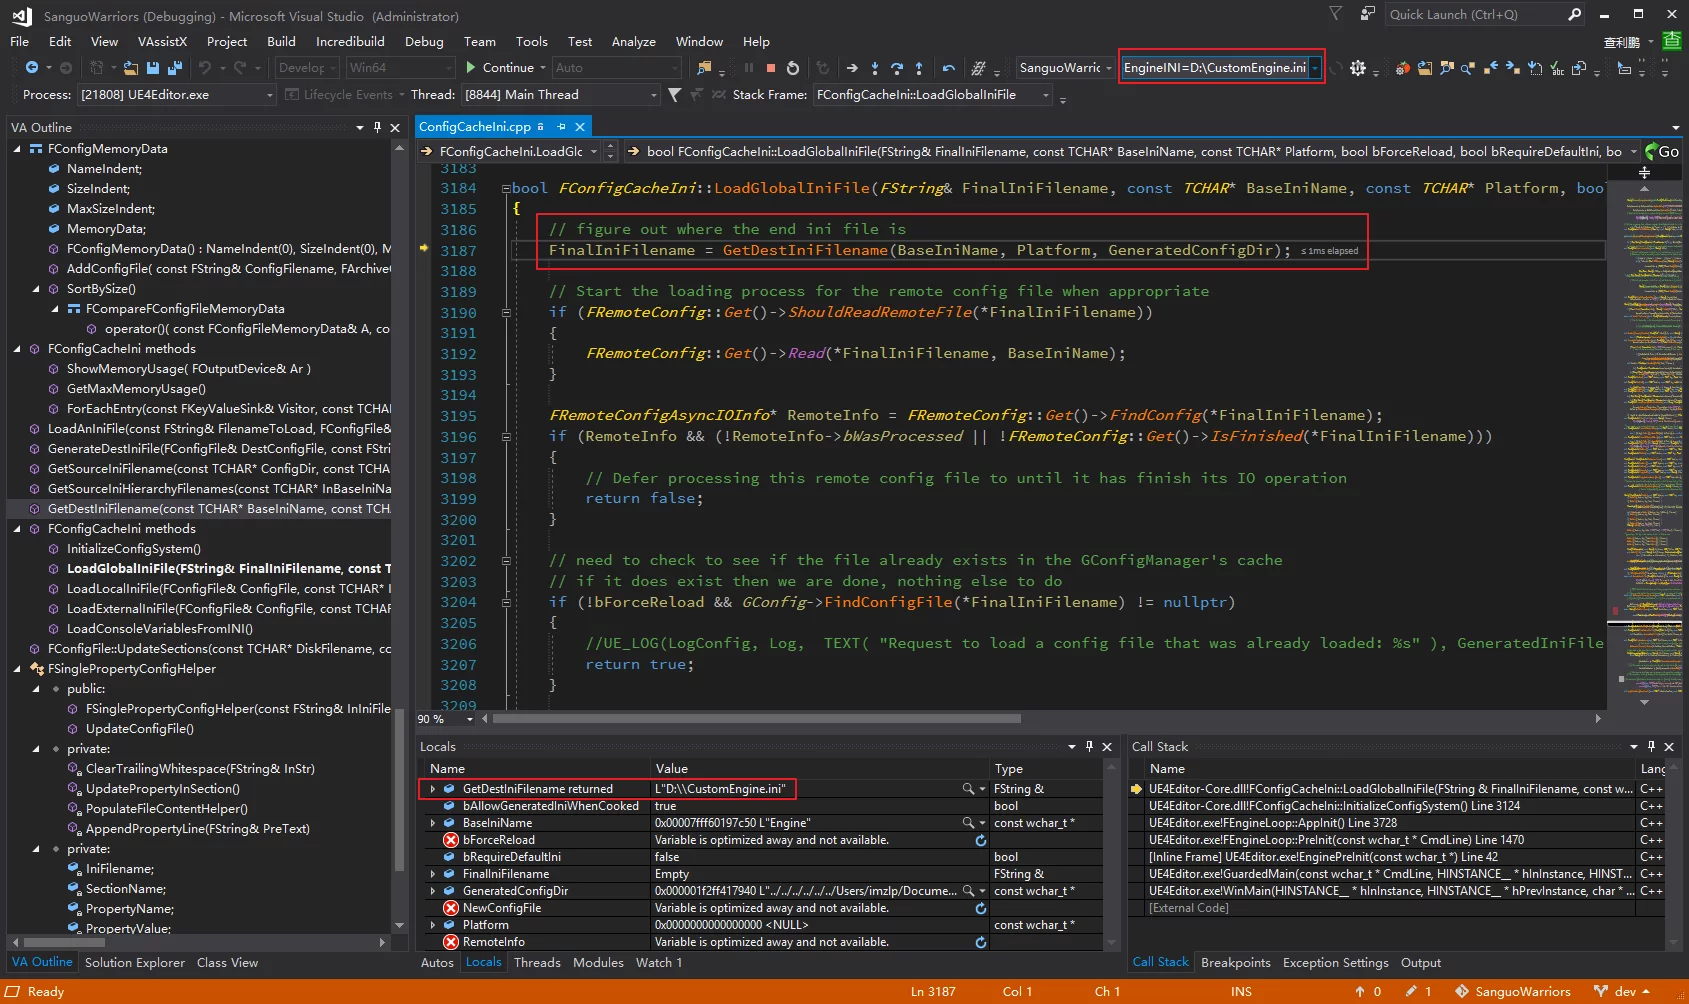 SanguoWarriors (Debugging) - Microsoft Visual Studio (Administrator)
Quick Launch (Ctrl+Q)
File Edit View VAssistX Project Build Incredibuild Debug Team Tools Test Analyze Window Help
查利鹏 查
Develop Win64 Continue Auto SanguoWarric EngineINI=D:\CustomEngine.ini
Process: [21808] UE4Editor.exe Lifecycle Events Thread: [8844] Main Thread Stack Frame: FConfigCacheIni::LoadGlobalIniFile
VA Outline
FConfigMemoryData
NameIndent;
SizeIndent;
MaxSizeIndent;
MemoryData;
FConfigMemoryData() : NameIndent(0), SizeIndent(0), M
AddConfigFile( const FString& ConfigFilename, FArchive
SortBySize()
FCompareFConfigFileMemoryData
operator()( const FConfigFileMemoryData& A, co
FConfigCacheIni methods
ShowMemoryUsage( FOutputDevice& Ar )
GetMaxMemoryUsage()
ForEachEntry(const FKeyValueSink& Visitor, const TCHAR
LoadAnIniFile(const FString& FilenameToLoad, FConfigFile&
GenerateDestIniFile(FConfigFile& DestConfigFile, const FStri
GetSourceIniFilename(const TCHAR* ConfigDir, const TCHA
GetSourceIniHierarchyFilenames(const TCHAR* InBaseIniNa
GetDestIniFilename(const TCHAR* BaseIniName, const TCH
FConfigCacheIni methods
InitializeConfigSystem()
LoadGlobalIniFile(FString& FinalIniFilename, const T
LoadLocalIniFile(FConfigFile& ConfigFile, const TCHAR* I
LoadExternalIniFile(FConfigFile& ConfigFile, const TCHAR
LoadConsoleVariablesFromINI()
FConfigFile::UpdateSections(const TCHAR* DiskFilename, co
FSinglePropertyConfigHelper
public:
FSinglePropertyConfigHelper(const FString& InIniFile
UpdateConfigFile()
private:
ClearTrailingWhitespace(FString& InStr)
UpdatePropertyInSection()
PopulateFileContentHelper()
AppendPropertyLine(FString& PreText)
private:
IniFilename;
SectionName;
PropertyName;
PropertyValue;
VA Outline Solution Explorer Class View
ConfigCacheIni.cpp
FConfigCacheIni.LoadGlc bool FConfigCacheIni::LoadGlobalIniFile(FString& FinalIniFilename, const TCHAR* BaseIniName, const TCHAR* Platform, bool bForceReload, bool bRequireDefaultIni, bo Go
3183
3184 bool FConfigCacheIni::LoadGlobalIniFile(FString& FinalIniFilename, const TCHAR* BaseIniName, const TCHAR* Platform, bool
3185 {
3186 // figure out where the end ini file is
3187 FinalIniFilename = GetDestIniFilename(BaseIniName, Platform, GeneratedConfigDir); ≤1ms elapsed
3188
3189 // Start the loading process for the remote config file when appropriate
3190 if (FRemoteConfig::Get()->ShouldReadRemoteFile(*FinalIniFilename))
3191 {
3192 FRemoteConfig::Get()->Read(*FinalIniFilename, BaseIniName);
3193 }
3194
3195 FRemoteConfigAsyncIOInfo* RemoteInfo = FRemoteConfig::Get()->FindConfig(*FinalIniFilename);
3196 if (RemoteInfo && (!RemoteInfo->bWasProcessed || !FRemoteConfig::Get()->IsFinished(*FinalIniFilename)))
3197 {
3198 // Defer processing this remote config file to until it has finish its IO operation
3199 return false;
3200 }
3201
3202 // need to check to see if the file already exists in the GConfigManager's cache
3203 // if it does exist then we are done, nothing else to do
3204 if (!bForceReload && GConfig->FindConfigFile(*FinalIniFilename) != nullptr)
3205 {
3206 //UE_LOG(LogConfig, Log, TEXT( "Request to load a config file that was already loaded: %s" ), GeneratedIniFile
3207 return true;
3208 }
3209
90 %
Locals
Name Value Type
GetDestIniFilename returned L"D:\\CustomEngine.ini" FString &
bAllowGeneratedIniWhenCooked true bool
BaseIniName 0x00007fff60197c50 L"Engine" const wchar_t *
bForceReload Variable is optimized away and not available.
bRequireDefaultIni false bool
FinalIniFilename Empty FString &
GeneratedConfigDir 0x000001f2ff417940 L"../../../../../../Users/imzlp/Docume... const wchar_t *
NewConfigFile Variable is optimized away and not available.
Platform 0x0000000000000000 <NULL> const wchar_t *
RemoteInfo Variable is optimized away and not available.
Autos Locals Threads Modules Watch 1
Call Stack
Name Lang
UE4Editor-Core.dll!FConfigCacheIni::LoadGlobalIniFile(FString & FinalIniFilename, const w... C++
UE4Editor-Core.dll!FConfigCacheIni::InitializeConfigSystem() Line 3124 C++
UE4Editor.exe!FEngineLoop::AppInit() Line 3728 C++
UE4Editor.exe!FEngineLoop::PreInit(const wchar_t * CmdLine) Line 1470 C++
[Inline Frame] UE4Editor.exe!EnginePreInit(const wchar_t *) Line 42 C++
UE4Editor.exe!GuardedMain(const wchar_t * CmdLine, HINSTANCE__ * hInInstance, HINST... C++
UE4Editor.exe!WinMain(HINSTANCE__ * hInInstance, HINSTANCE__ * hPrevInstance, char * ... C++
[External Code]
Call Stack Breakpoints Exception Settings Output
Ready Ln 3187 Col 1 Ch 1 INS 0 1 SanguoWarriors dev